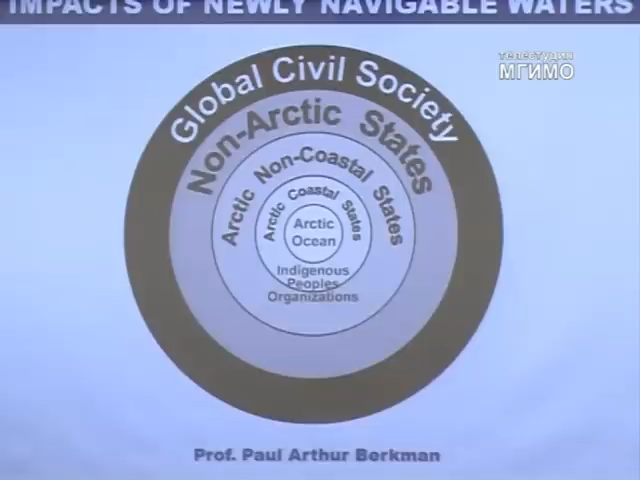 IMPACTS OF NEWLY NAVIGABLE WATERS
телестудия
МГИМО
Global Civil Society
Non-Arctic States
Arctic Non-Coastal States
Arctic Coastal States
Arctic
Ocean
Indigenous
Peoples
Organizations
Prof. Paul Arthur Berkman